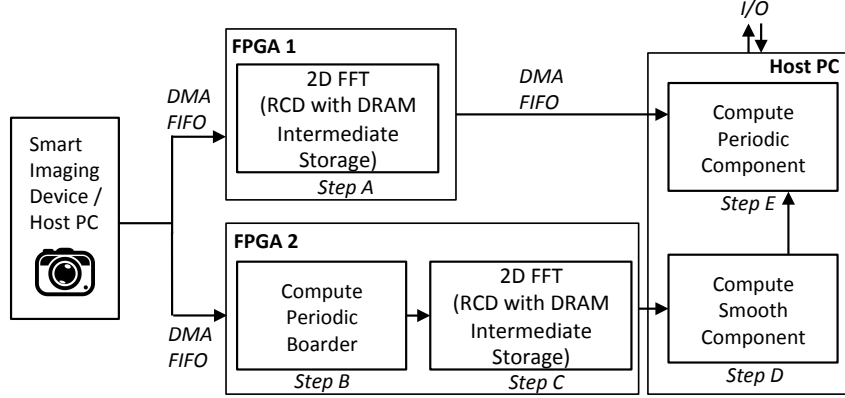 I/O
FPGA 1
Host PC
2D FFT
(RCD with DRAM
Intermediate
Storage)
Step A
DMA
FIFO
DMA
FIFO
Compute
Periodic
Component
Step E
Smart
Imaging
Device /
Host PC
FPGA 2
Compute
Periodic
Boarder
Step B
2D FFT
(RCD with DRAM
Intermediate
Storage)
Step C
DMA
FIFO
Compute
Smooth
Component
Step D